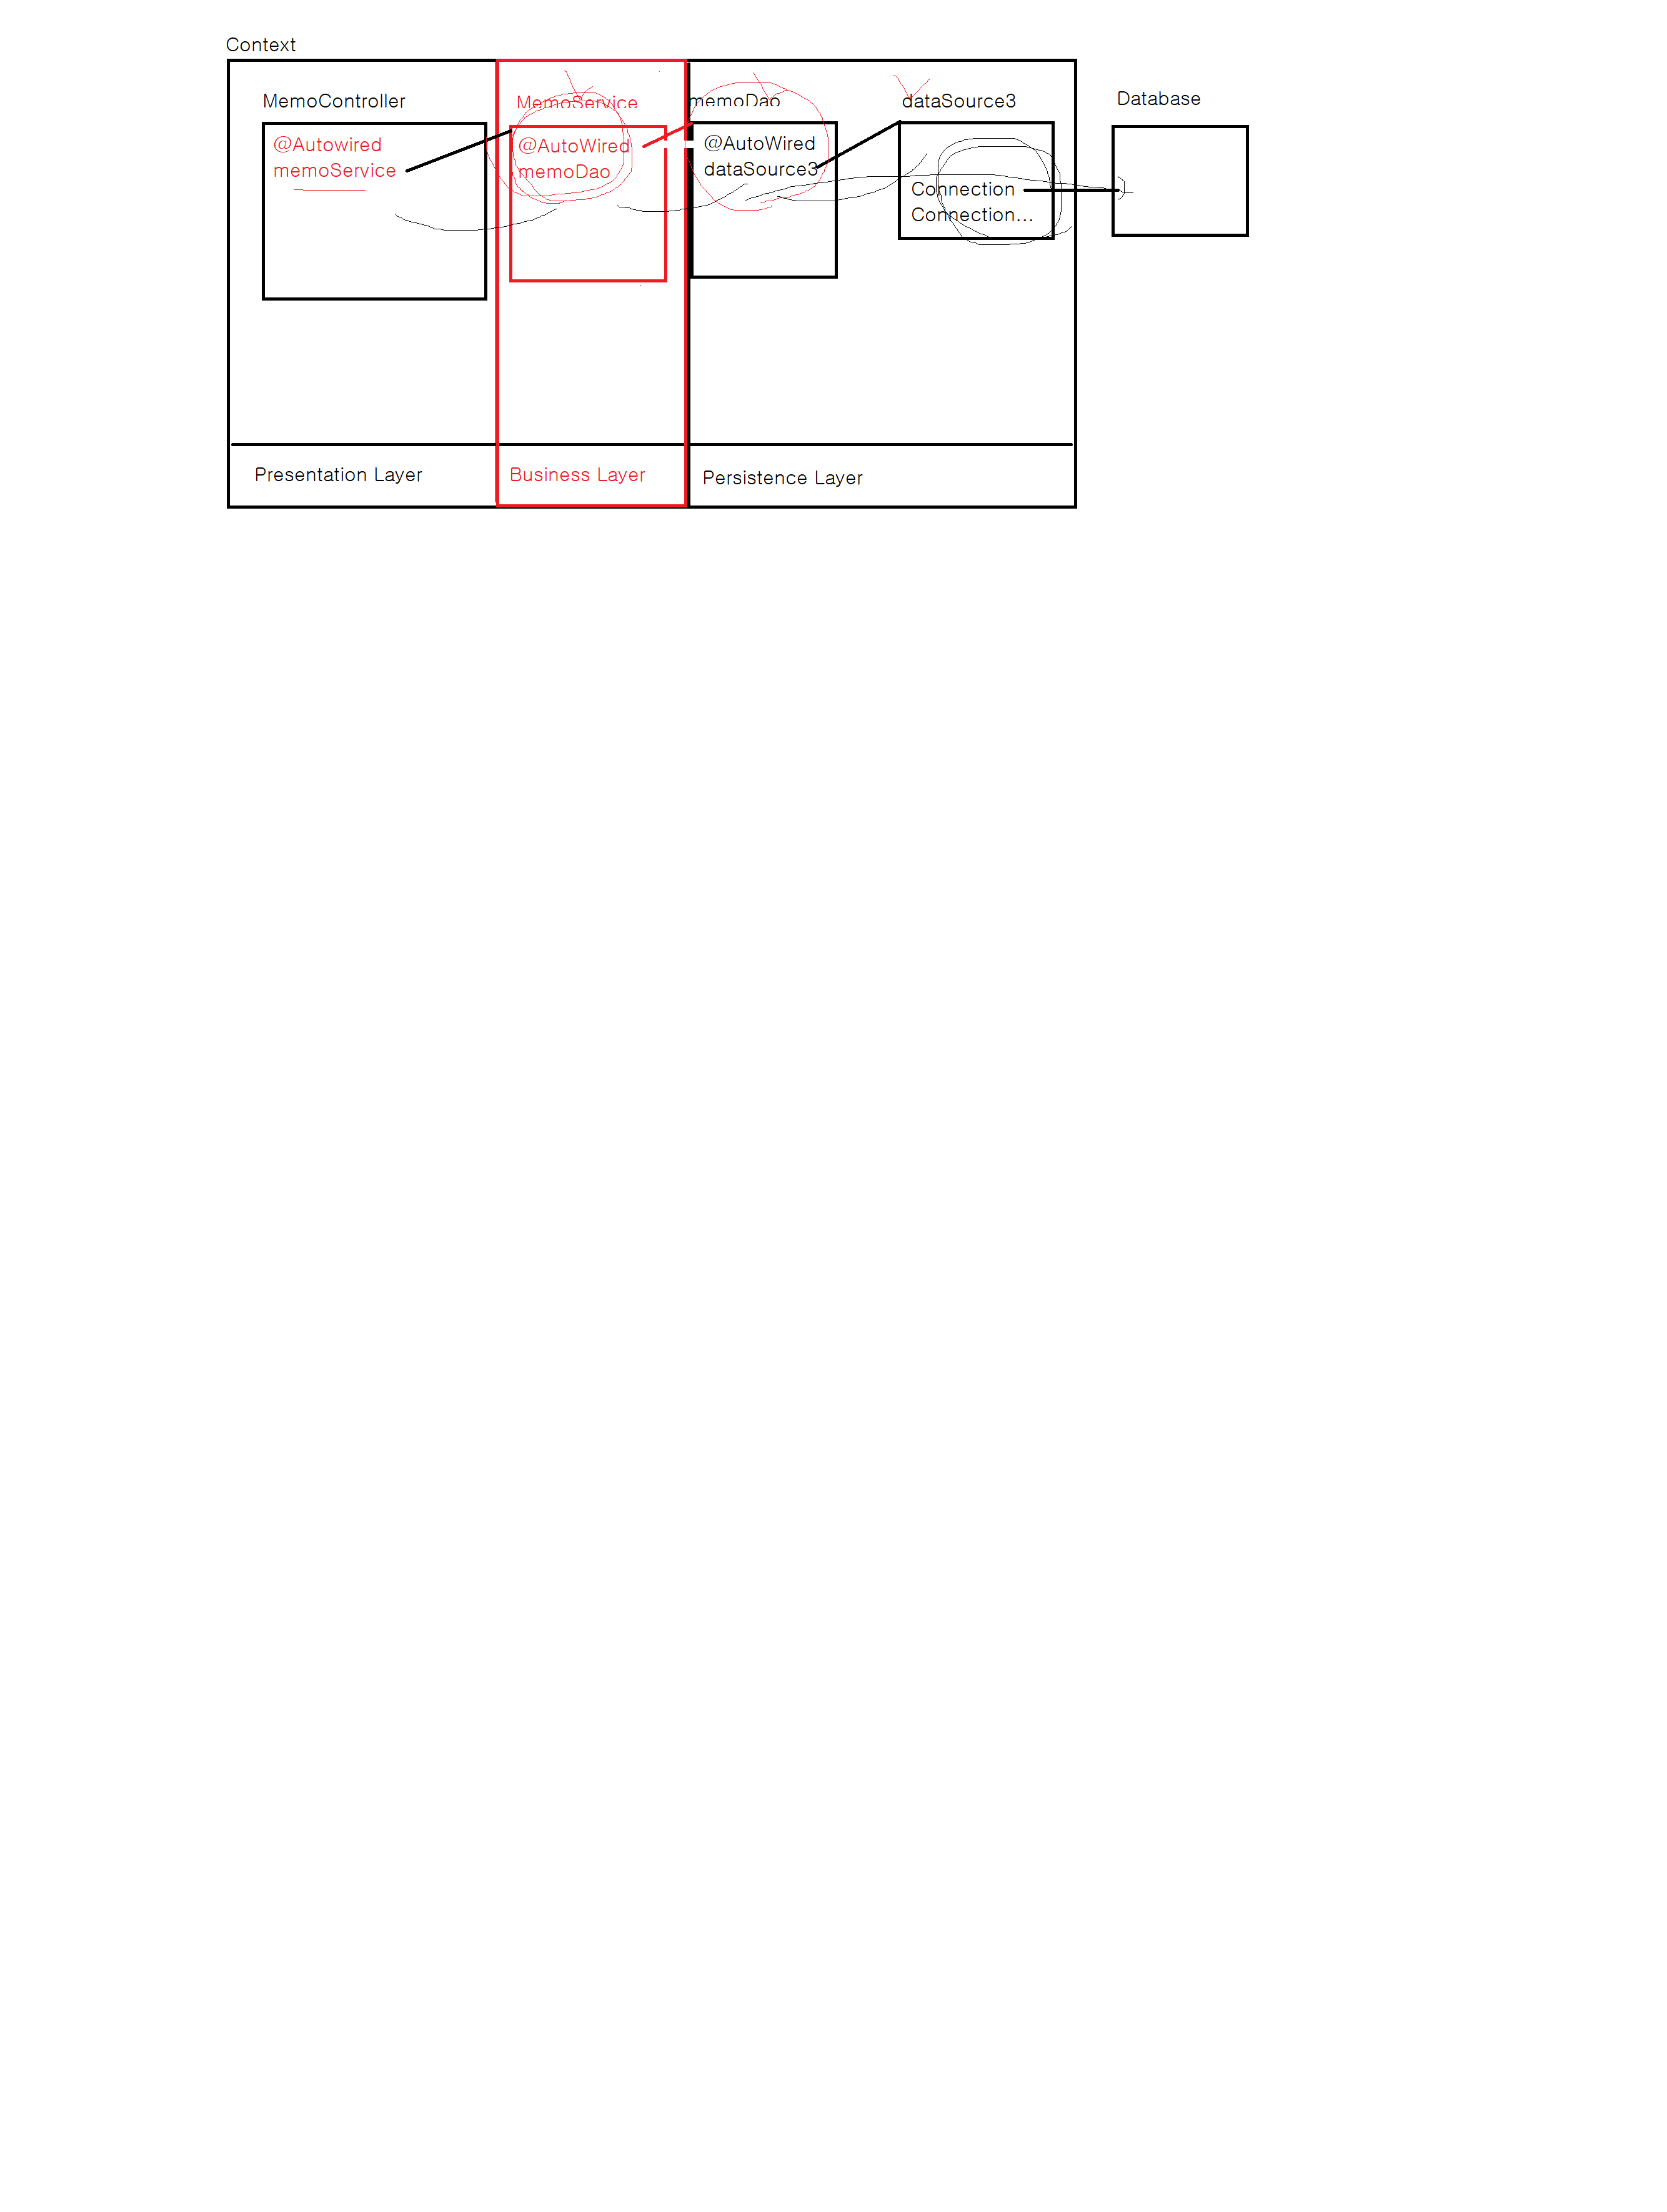 Context
MemoController
MemoService
memoDao
dataSource3
Database
@Autowired
memoService
@AutoWired
memoDao
@AutoWired
dataSource3
Connection
Connection...
Presentation Layer
Business Layer
Persistence Layer